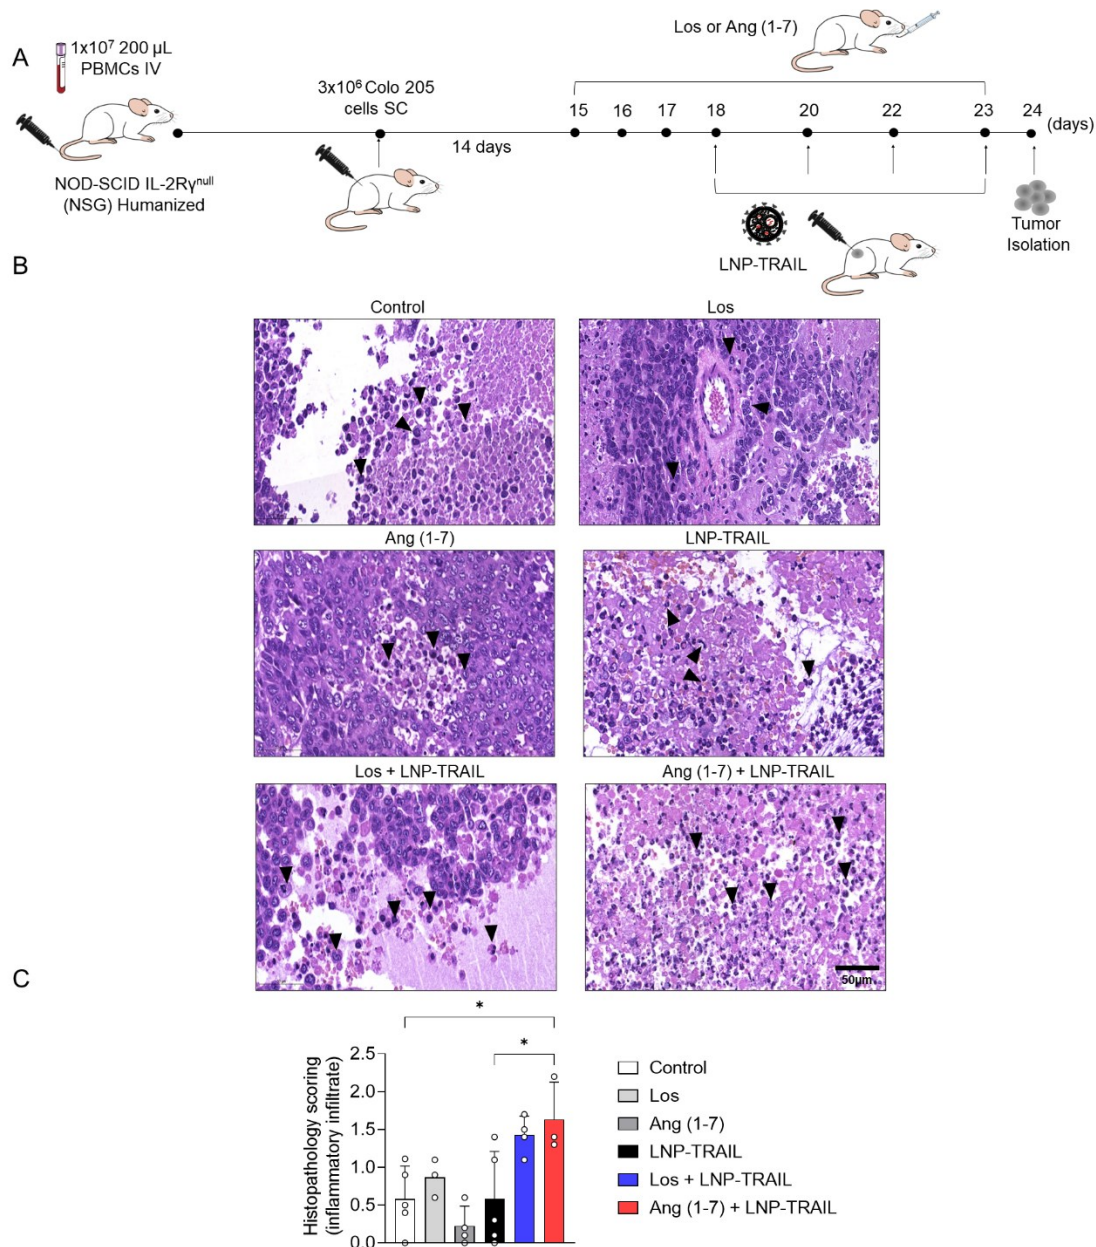 A
1x10⁷ 200 µL
PBMCs IV
NOD-SCID IL-2Rγⁿᵘˡˡ
(NSG) Humanized
3x10⁶ Colo 205
cells SC
14 days
Los or Ang (1-7)
15 16 17 18 20 22 23 24 (days)
LNP-TRAIL
Tumor
Isolation
B
Control
Los
Ang (1-7)
LNP-TRAIL
Los + LNP-TRAIL
Ang (1-7) + LNP-TRAIL
50µm
C
*
*
Histopathology scoring
(inflammatory infiltrate)
2.5
2.0
1.5
1.0
0.5
0.0
Control
Los
Ang (1-7)
LNP-TRAIL
Los + LNP-TRAIL
Ang (1-7) + LNP-TRAIL